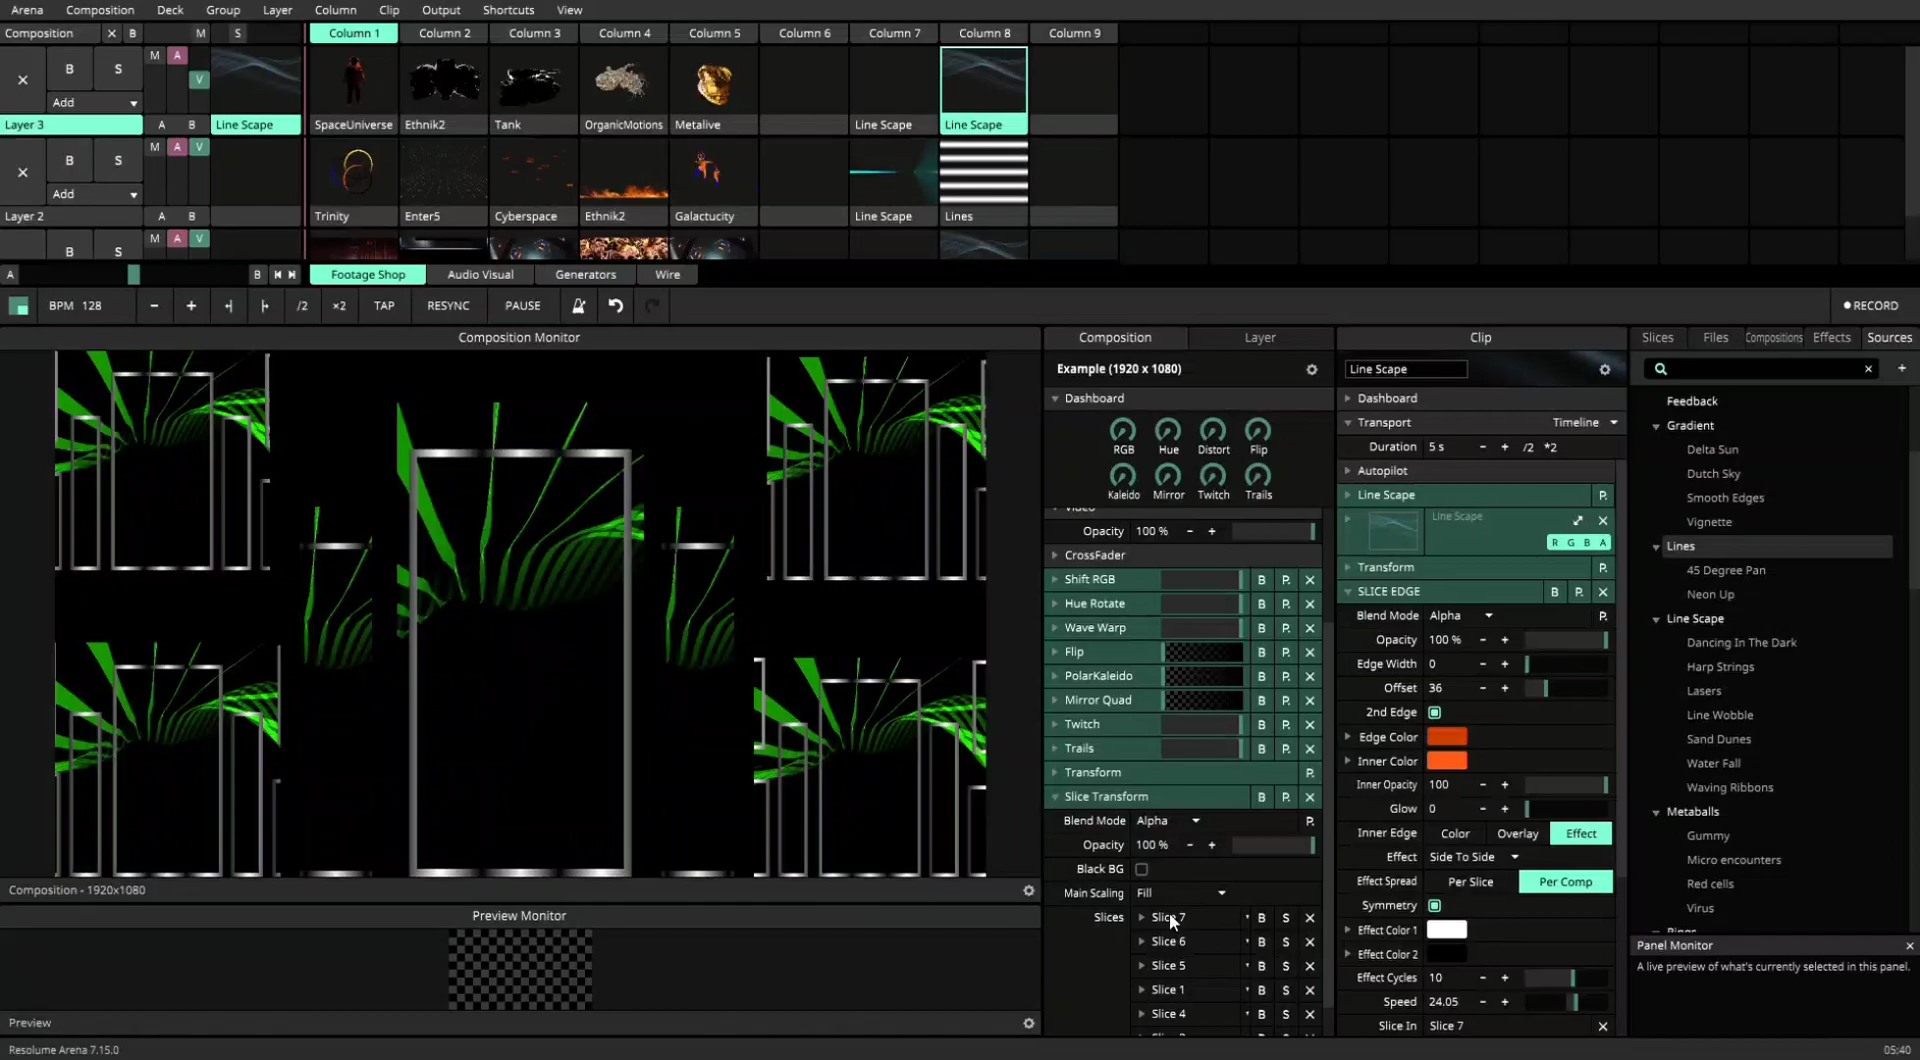 Arena Composition Deck Group Layer Column Clip Output Shortcuts View
Composition × B M S Column 1 Column 2 Column 3 Column 4 Column 5 Column 6 Column 7 Column 8 Column 9
M A
× B S V
Add
Layer 3 A B Line Scape SpaceUniverse Ethnik2 Tank OrganicMotions Metalive Line Scape Line Scape
M A V
× B S
Add
Layer 2 A B Trinity Enter5 Cyberspace Ethnik2 Galactucity Line Scape Lines
M A V
B S
A B Footage Shop Audio Visual Generators Wire
BPM 128 - + /2 ×2 TAP RESYNC PAUSE RECORD
Composition Monitor
Composition - 1920x1080
Preview Monitor
Preview
Composition Layer
Example (1920 x 1080)
Dashboard
RGB Hue Distort Flip
Kaleido Mirror Twitch Trails
Opacity 100 % - +
CrossFader
Shift RGB B P. ×
Hue Rotate B P. ×
Wave Warp B P. ×
Flip B P. ×
PolarKaleido B P. ×
Mirror Quad B P. ×
Twitch B P. ×
Trails B P. ×
Transform P.
Slice Transform B P. ×
Blend Mode Alpha P.
Opacity 100 % - +
Black BG
Main Scaling Fill
Slices Slice 7 B S ×
Slice 6 B S ×
Slice 5 B S ×
Slice 1 B S ×
Slice 4 B S ×
Clip
Line Scape
Dashboard
Transport Timeline
Duration 5 s - + /2 *2
Autopilot
Line Scape P.
Line Scape ×
R G B A
Transform P.
SLICE EDGE B P. ×
Blend Mode Alpha P.
Opacity 100 % - +
Edge Width 0 - +
Offset 36 - +
2nd Edge
Edge Color
Inner Color
Inner Opacity 100 - +
Glow 0 - +
Inner Edge Color Overlay Effect
Effect Side To Side
Effect Spread Per Slice Per Comp
Symmetry
Effect Color 1
Effect Color 2
Effect Cycles 10 - +
Speed 24.05 - +
Slice In Slice 7 ×
Slices Files Compositions Effects Sources
× +
Feedback
Gradient
Delta Sun
Dutch Sky
Smooth Edges
Vignette
Lines
45 Degree Pan
Neon Up
Line Scape
Dancing In The Dark
Harp Strings
Lasers
Line Wobble
Sand Dunes
Water Fall
Waving Ribbons
Metaballs
Gummy
Micro encounters
Red cells
Virus
Panel Monitor ×
A live preview of what's currently selected in this panel.
Resolume Arena 7.15.0 05:40